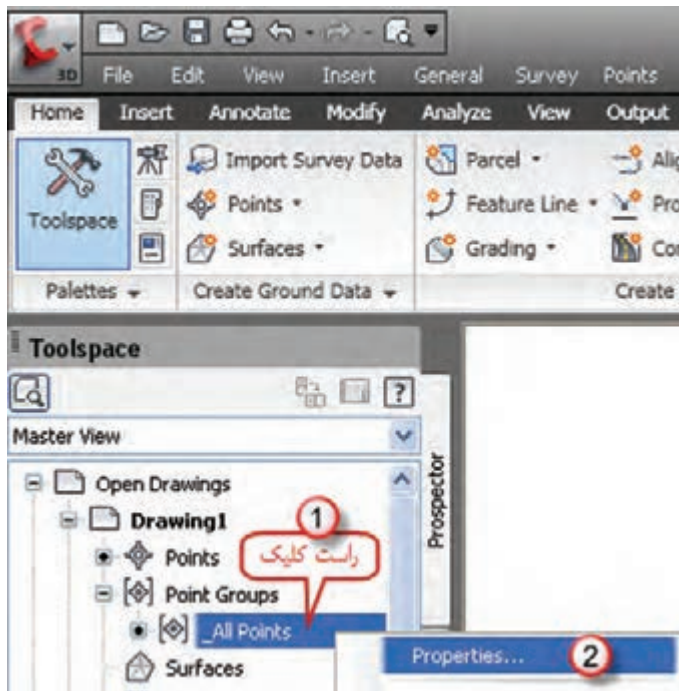 3D File Edit View Insert General Survey Points
Home Insert Annotate Modify Analyze View Output
Import Survey Data Parcel
Toolspace Points Feature Line
Surfaces Grading
Palettes Create Ground Data Create
Toolspace
?
Master View
Prospector
Open Drawings
Drawing1
1
Points
راست کلیک
Point Groups
_All Points
Properties... 2
Surfaces